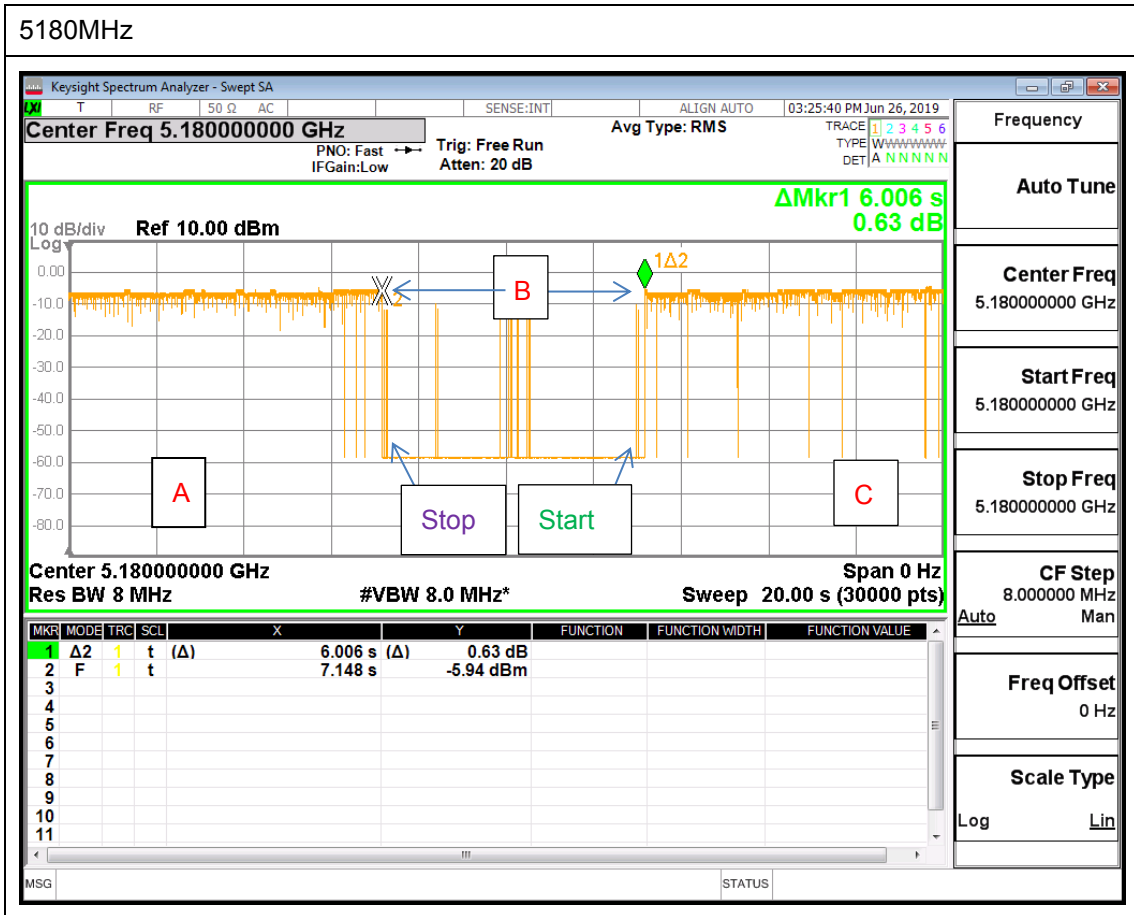 5180MHz
Keysight Spectrum Analyzer - Swept SA
LXI T RF 50 Ω AC SENSE:INT ALIGN AUTO 03:25:40 PM Jun 26, 2019
Center Freq 5.180000000 GHz
PNO: Fast
IFGain:Low
Trig: Free Run
Atten: 20 dB
Avg Type: RMS
TRACE 1 2 3 4 5 6
TYPE WWWWWWW
DET A N N N N N
ΔMkr1 6.006 s
0.63 dB
10 dB/div Ref 10.00 dBm
Log
0.00
-10.0
-20.0
-30.0
-40.0
-50.0
-60.0
-70.0
-80.0
1Δ2
2
B
A
Stop
Start
C
Center 5.180000000 GHz Span 0 Hz
Res BW 8 MHz #VBW 8.0 MHz* Sweep 20.00 s (30000 pts)
MKR MODE TRC SCL X Y FUNCTION FUNCTION WIDTH FUNCTION VALUE
1 Δ2 1 t (Δ) 6.006 s (Δ) 0.63 dB
2 F 1 t 7.148 s -5.94 dBm
3
4
5
6
7
8
9
10
11
MSG STATUS
Frequency
Auto Tune
Center Freq
5.180000000 GHz
Start Freq
5.180000000 GHz
Stop Freq
5.180000000 GHz
CF Step
8.000000 MHz
Auto Man
Freq Offset
0 Hz
Scale Type
Log Lin